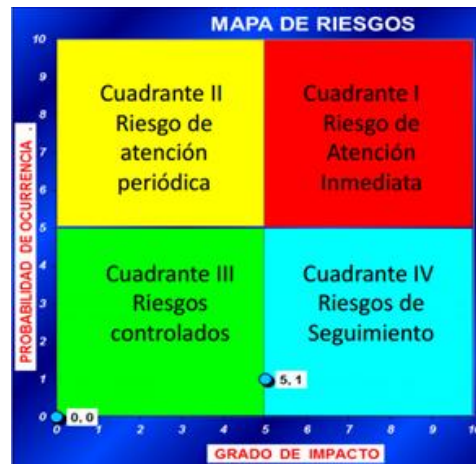 MAPA DE RIESGOS
PROBABILIDAD DE OCURRENCIA .
10
9
8
7
6
5
4
3
2
1
0
Cuadrante II
Riesgo de
atención
periódica
Cuadrante I
Riesgo de
Atención
Inmediata
Cuadrante III
Riesgos
controlados
Cuadrante IV
Riesgos de
Seguimiento
5, 1
0, 0
0 1 2 3 4 5 6 7 8 9 10
GRADO DE IMPACTO